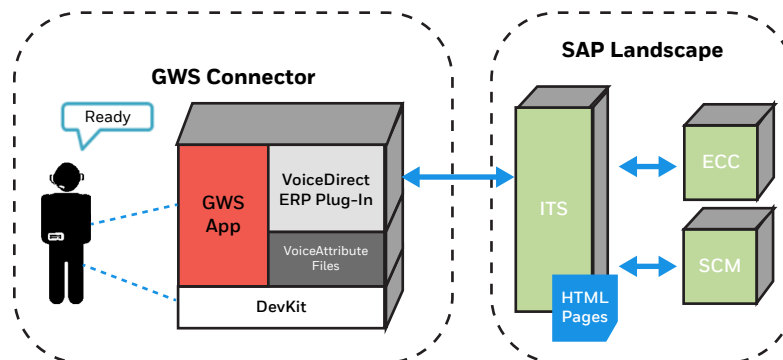 GWS Connector
Ready
GWS
App
VoiceDirect
ERP Plug-In
VoiceAttribute
Files
DevKit
SAP Landscape
ITS
HTML
Pages
ECC
SCM